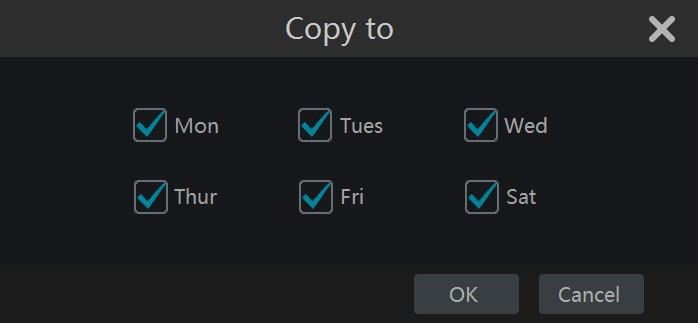 Copy to
Mon Tues Wed
Thur Fri Sat
OK Cancel